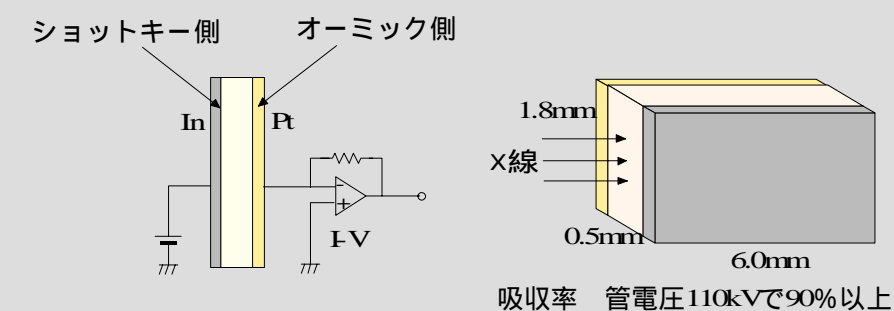 ショットキー側
オーミック側
In
Pt
I-V
1.8mm
X線
0.5mm
6.0mm
吸収率 管電圧110kVで90%以上